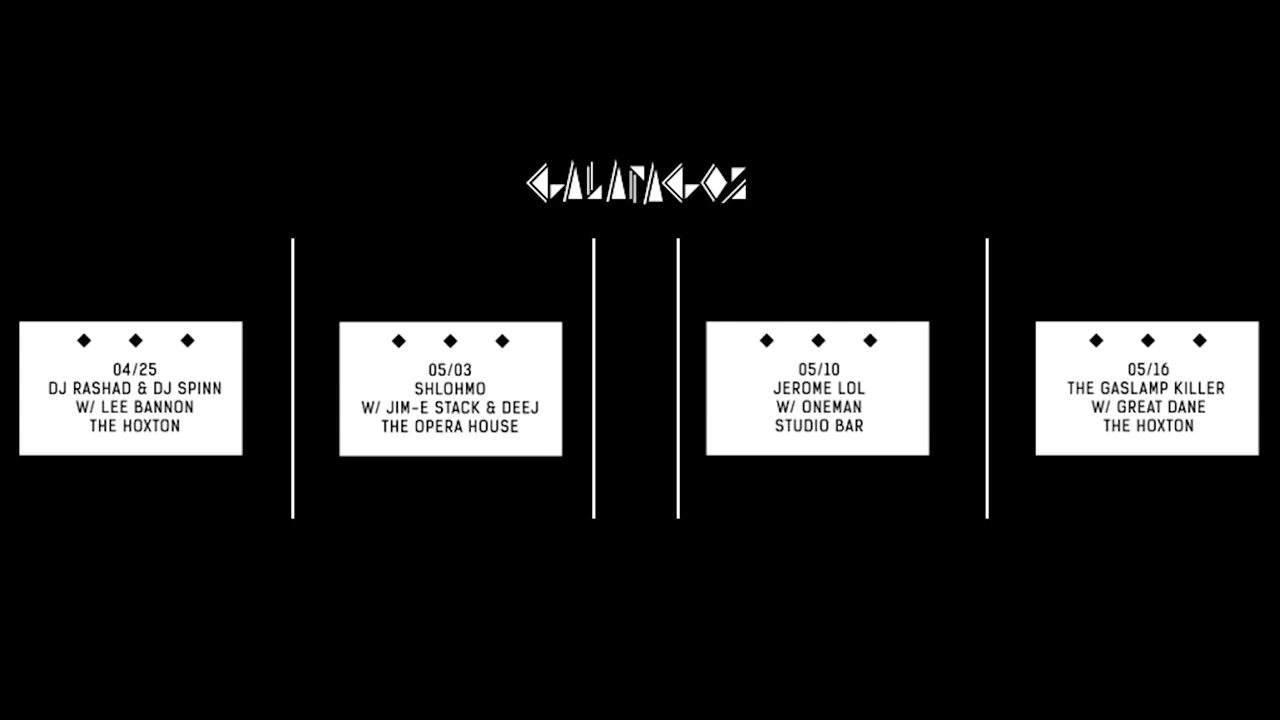 GALAPAGOS
04/25
DJ RASHAD & DJ SPINN
W/ LEE BANNON
THE HOXTON
05/03
SHLOHMO
W/ JIM-E STACK & DEEJ
THE OPERA HOUSE
05/10
JEROME LOL
W/ ONEMAN
STUDIO BAR
05/16
THE GASLAMP KILLER
W/ GREAT DANE
THE HOXTON